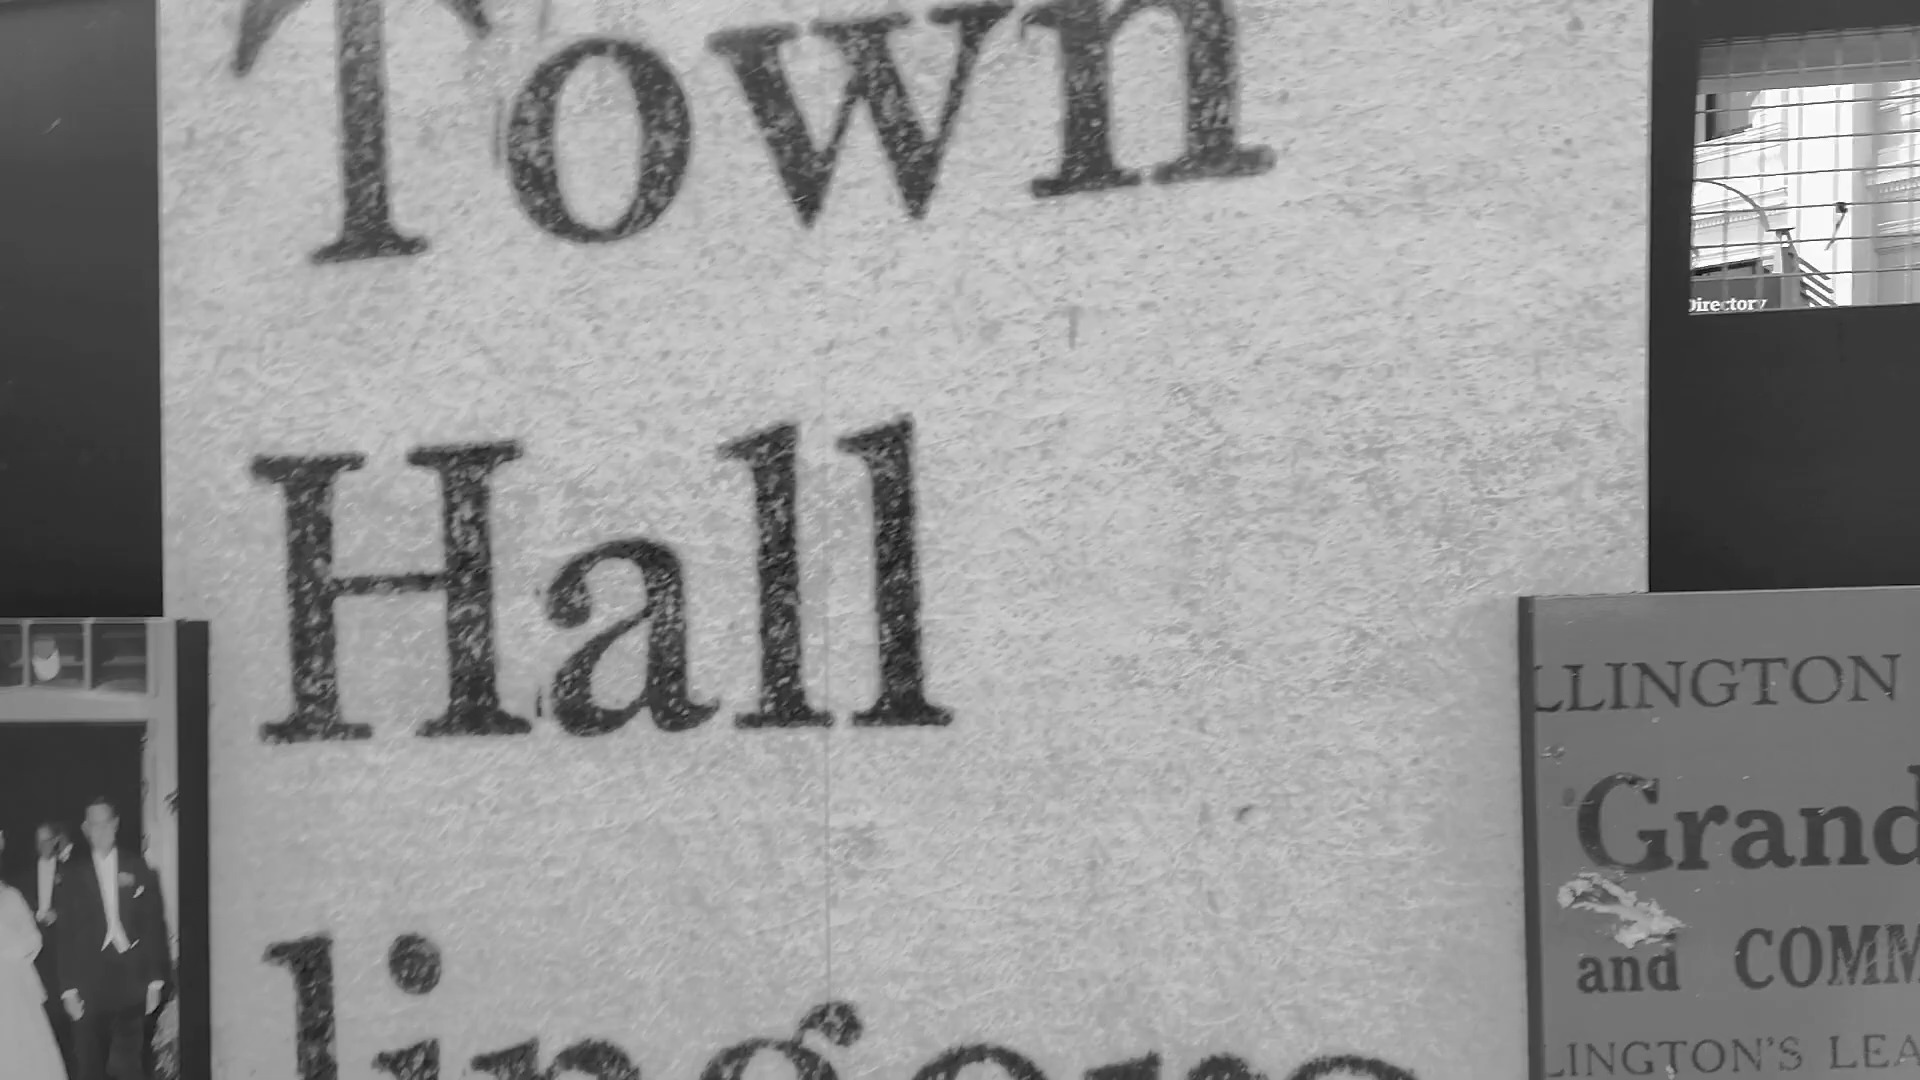 Town
Hall
Directory
LLINGTON
Grand
and COMM
LINGTON'S LEA